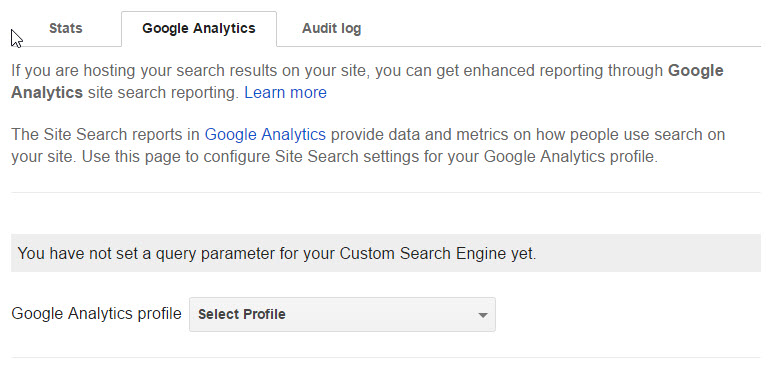 Stats Google Analytics Audit log
If you are hosting your search results on your site, you can get enhanced reporting through Google
Analytics site search reporting. Learn more
The Site Search reports in Google Analytics provide data and metrics on how people use search on
your site. Use this page to configure Site Search settings for your Google Analytics profile.
You have not set a query parameter for your Custom Search Engine yet.
Google Analytics profile Select Profile